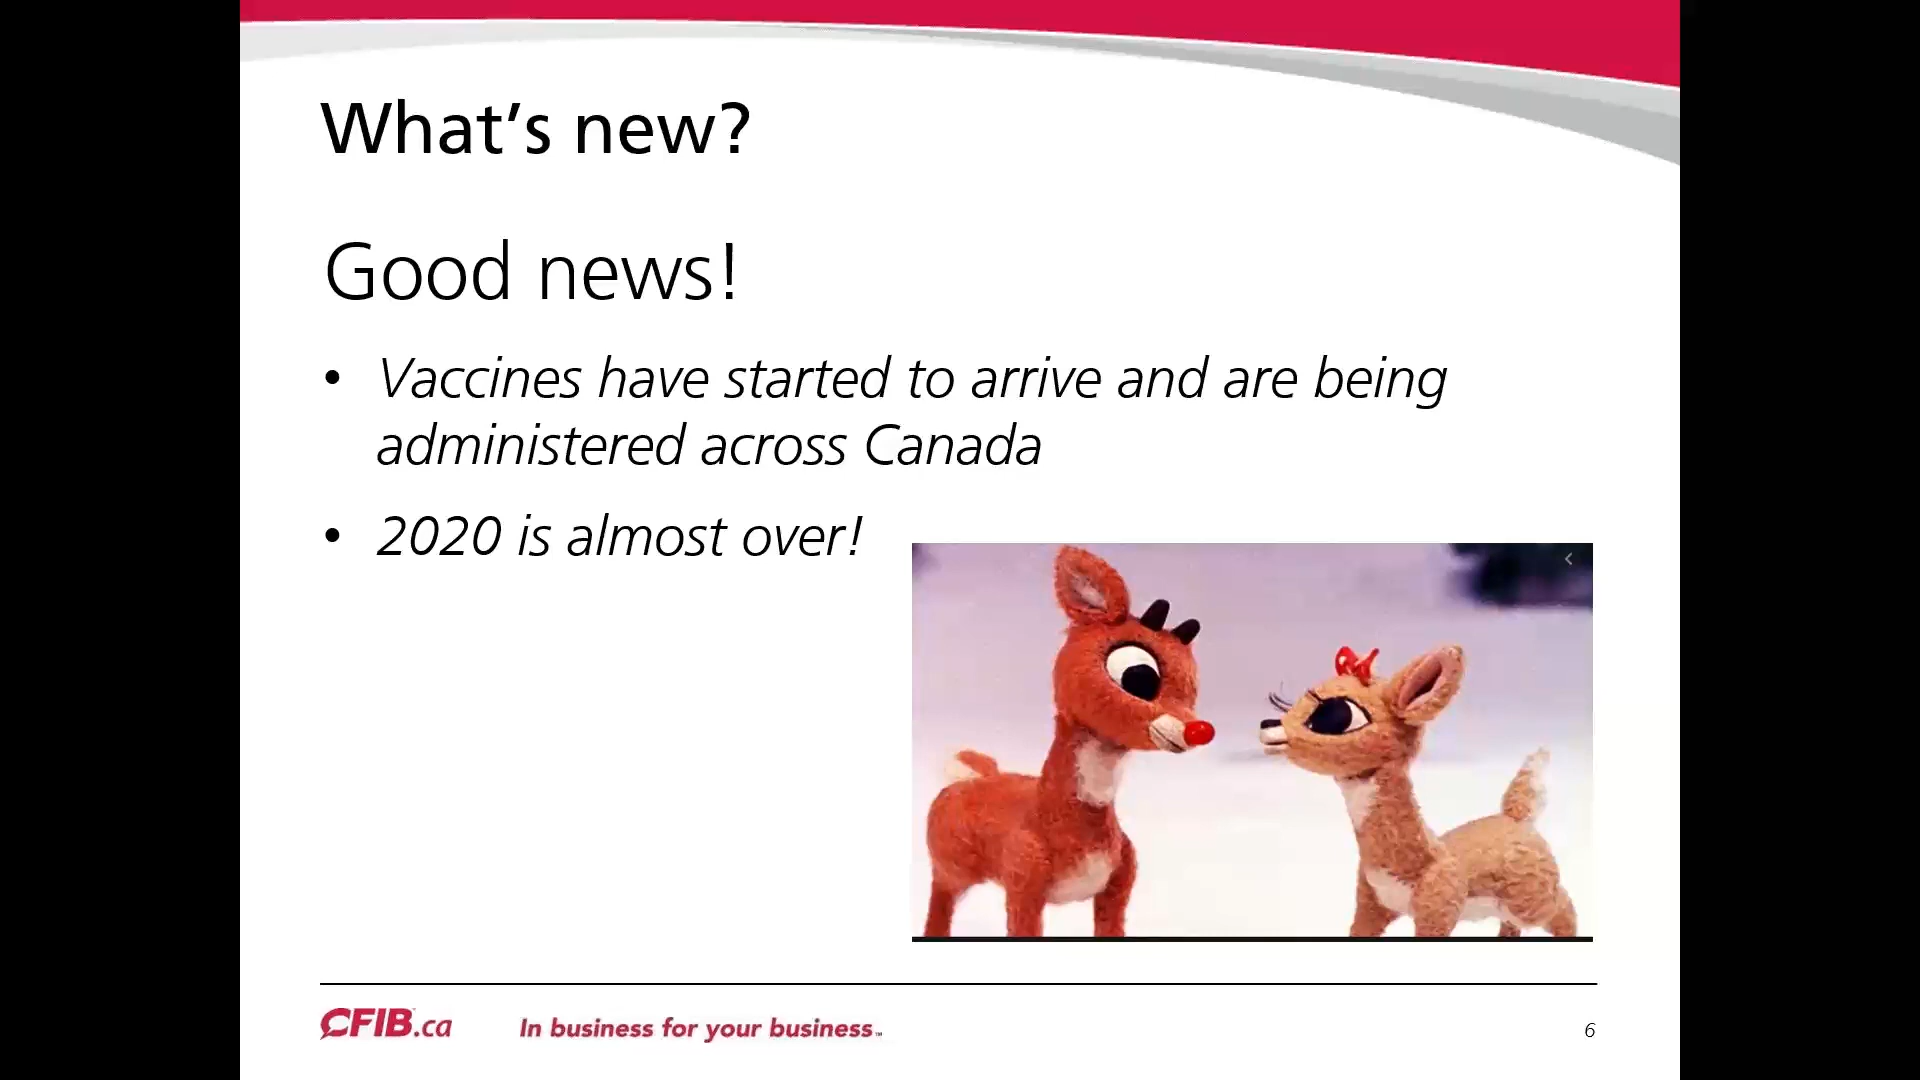 What’s new?
Good news!
• Vaccines have started to arrive and are being
administered across Canada
• 2020 is almost over!
CFIB.ca In business for your business™
6